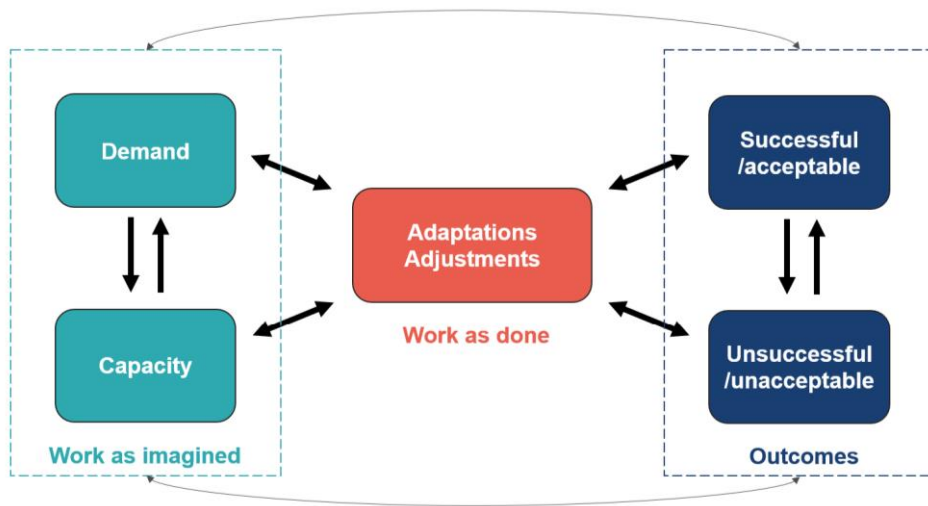 Demand
Capacity
Work as imagined
Adaptations
Adjustments
Work as done
Successful
/acceptable
Unsuccessful
/unacceptable
Outcomes